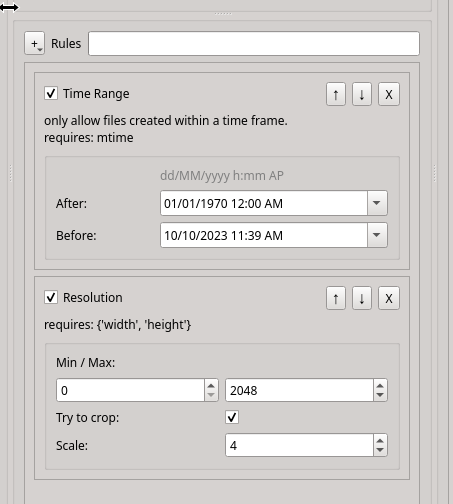 + Rules
Time Range ↑ ↓ X
only allow files created within a time frame.
requires: mtime
dd/MM/yyyy h:mm AP
After: 01/01/1970 12:00 AM
Before: 10/10/2023 11:39 AM
Resolution ↑ ↓ X
requires: {'width', 'height'}
Min / Max:
0 2048
Try to crop:
Scale: 4